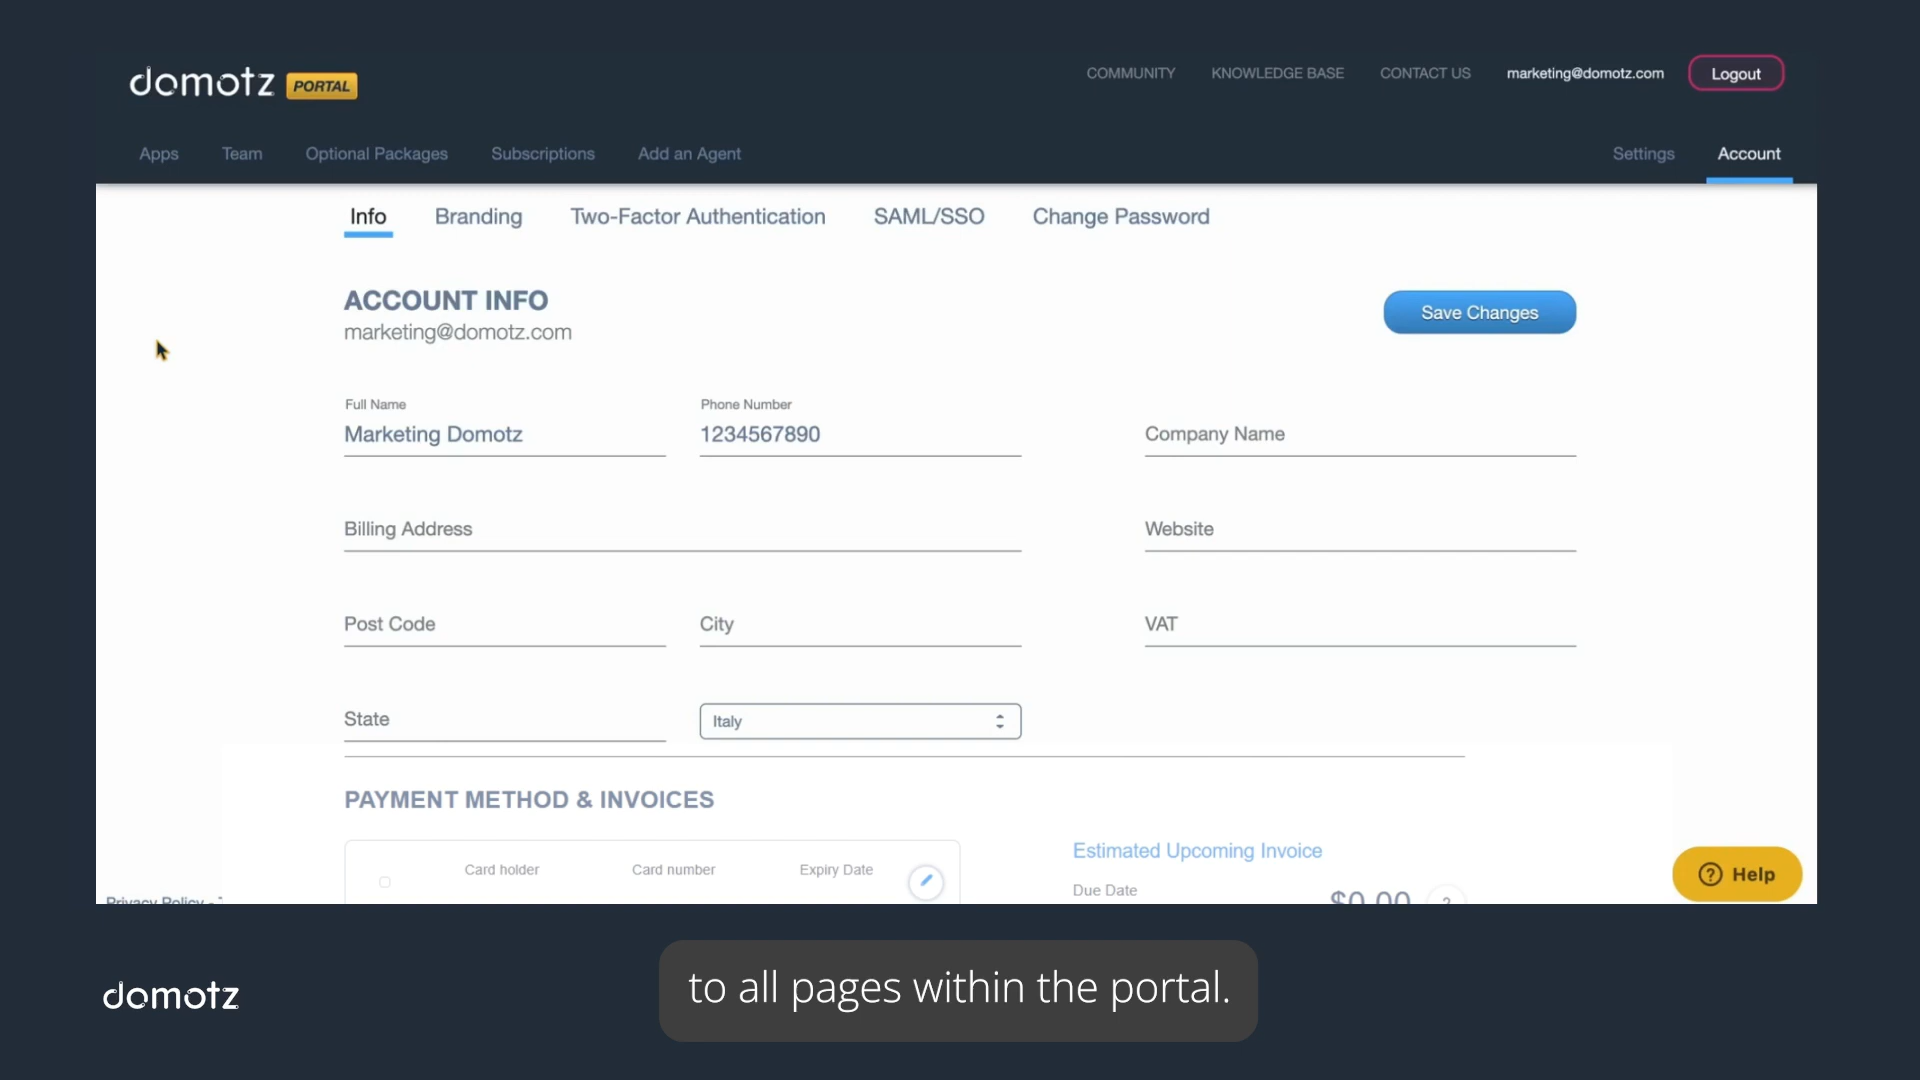 domotz PORTAL
COMMUNITY KNOWLEDGE BASE CONTACT US marketing@domotz.com Logout
Apps Team Optional Packages Subscriptions Add an Agent Settings Account
Info Branding Two-Factor Authentication SAML/SSO Change Password
ACCOUNT INFO
marketing@domotz.com
Save Changes
Full Name Phone Number
Marketing Domotz 1234567890 Company Name
Billing Address Website
Post Code City VAT
State Italy
PAYMENT METHOD & INVOICES
Estimated Upcoming Invoice
Card holder Card number Expiry Date
Due Date
$0.00 ?
? Help
Privacy Policy -
to all pages within the portal.
domotz